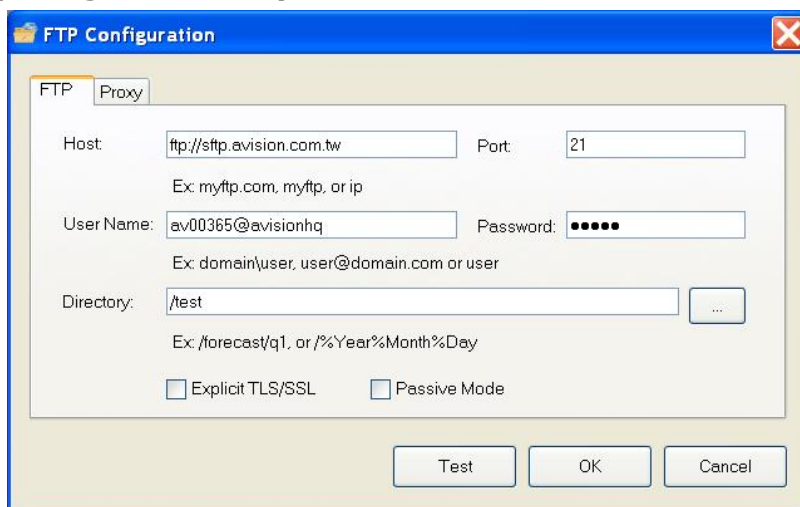 FTP Configuration
FTP Proxy
Host: ftp://sftp.avision.com.tw Port: 21
Ex: myftp.com, myftp, or ip
User Name: av00365@avisionhq Password: •••••
Ex: domain\user, user@domain.com or user
Directory: /test ...
Ex: /forecast/q1, or /%Year%Month%Day
Explicit TLS/SSL Passive Mode
Test OK Cancel